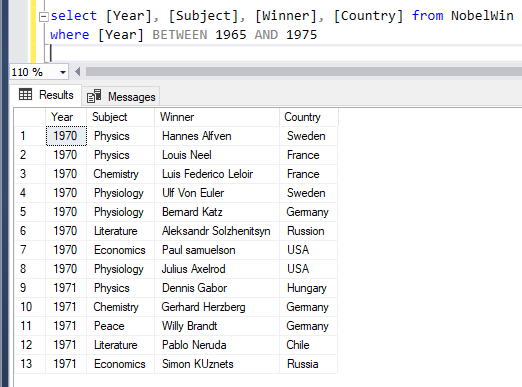 select [Year], [Subject], [Winner], [Country] from NobelWin
where [Year] BETWEEN 1965 AND 1975
110 %
Results Messages
Year Subject Winner Country
1 1970 Physics Hannes Alfven Sweden
2 1970 Physics Louis Neel France
3 1970 Chemistry Luis Federico Leloir France
4 1970 Physiology Ulf Von Euler Sweden
5 1970 Physiology Bernard Katz Germany
6 1970 Literature Aleksandr Solzhenitsyn Russion
7 1970 Economics Paul samuelson USA
8 1970 Physiology Julius Axelrod USA
9 1971 Physics Dennis Gabor Hungary
10 1971 Chemistry Gerhard Herzberg Germany
11 1971 Peace Willy Brandt Germany
12 1971 Literature Pablo Neruda Chile
13 1971 Economics Simon KUznets Russia